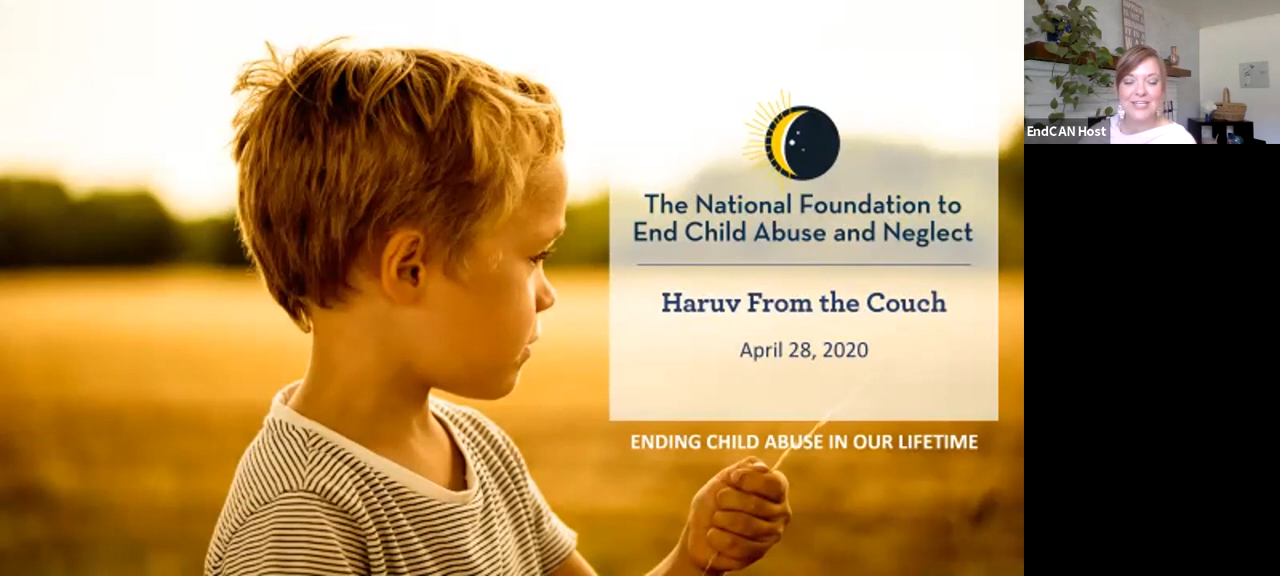 The National Foundation to
End Child Abuse and Neglect
Haruv From the Couch
April 28, 2020
ENDING CHILD ABUSE IN OUR LIFETIME
EndCAN Host